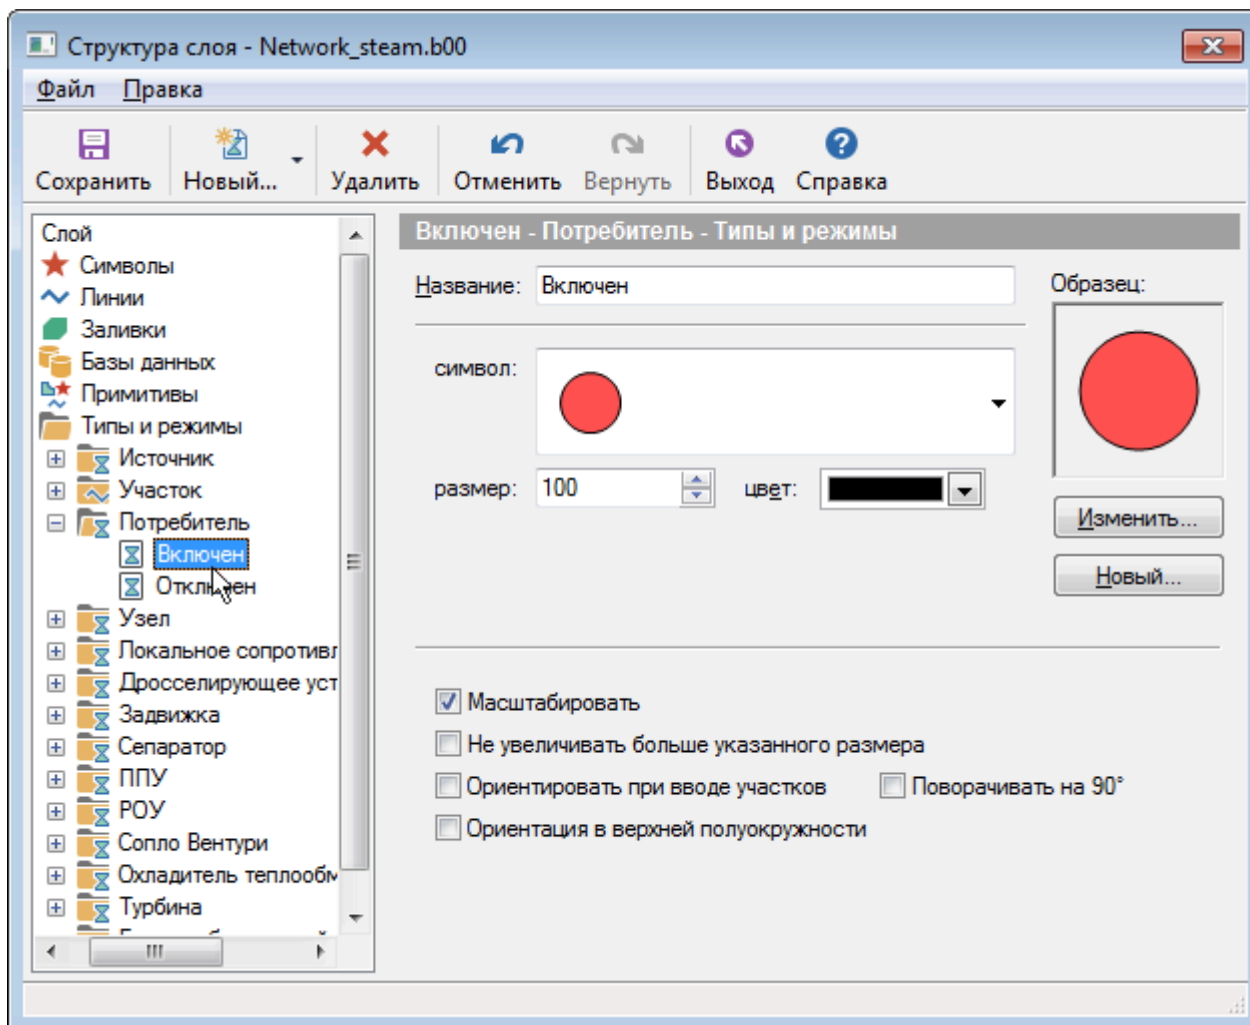 Структура слоя - Network_steam.b00
Файл Правка
Сохранить Новый... Удалить Отменить Вернуть Выход Справка
Слой
Символы
Линии
Заливки
Базы данных
Примитивы
Типы и режимы
Источник
Участок
Потребитель
Включен
Отключен
Узел
Локальное сопротивл
Дросселирующее уст
Задвижка
Сепаратор
ППУ
РОУ
Сопло Вентури
Охладитель теплообм
Турбина
Включен - Потребитель - Типы и режимы
Название: Включен
Образец:
символ:
размер: 100 цвет:
Изменить...
Новый...
Масштабировать
Не увеличивать больше указанного размера
Ориентировать при вводе участков Поворачивать на 90°
Ориентация в верхней полуокружности